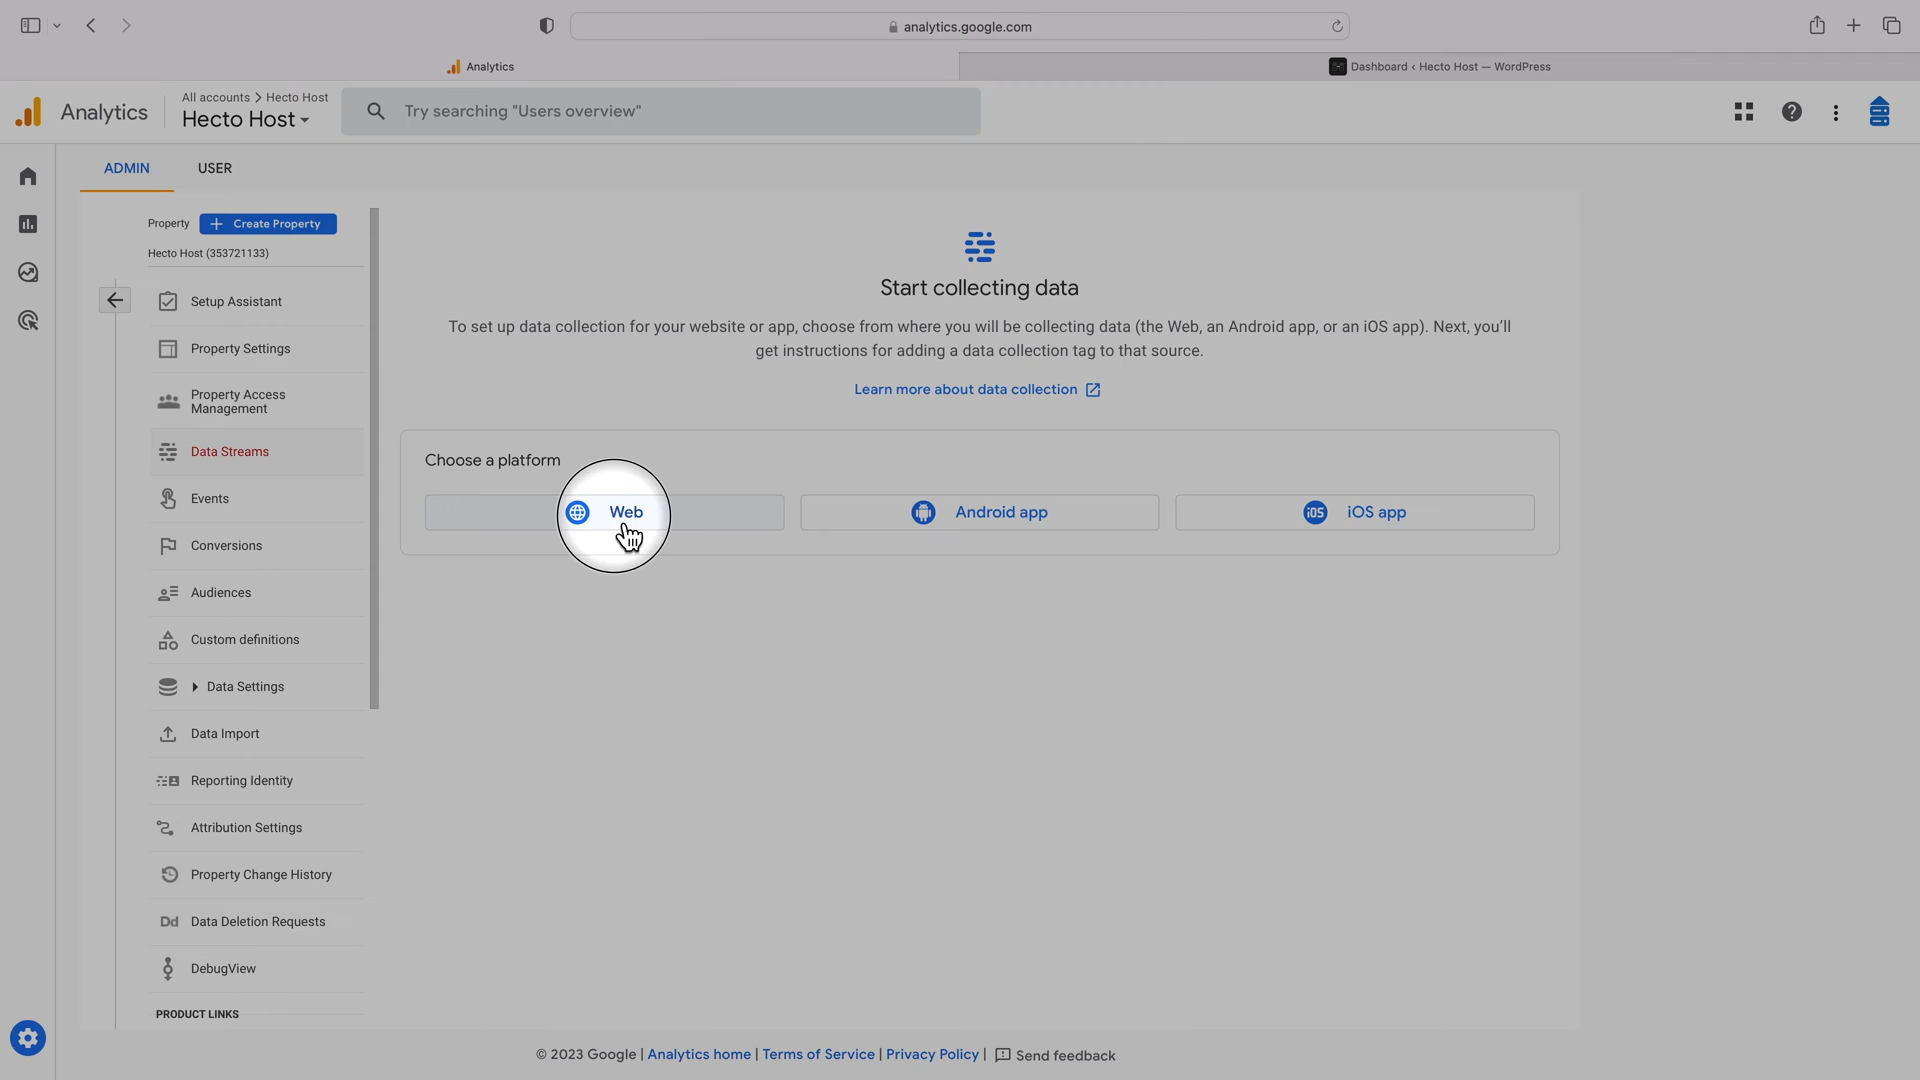 analytics.google.com
Analytics
Dashboard ‹ Hecto Host — WordPress
Analytics
All accounts > Hecto Host
Hecto Host
Try searching "Users overview"
ADMIN
USER
Property
+ Create Property
Hecto Host (353721133)
Setup Assistant
Property Settings
Property Access
Management
Data Streams
Events
Conversions
Audiences
Custom definitions
Data Settings
Data Import
Reporting Identity
Attribution Settings
Property Change History
Dd Data Deletion Requests
DebugView
PRODUCT LINKS
Start collecting data
To set up data collection for your website or app, choose from where you will be collecting data (the Web, an Android app, or an iOS app). Next, you’ll
get instructions for adding a data collection tag to that source.
Learn more about data collection
Choose a platform
Web
Android app
iOS iOS app
© 2023 Google | Analytics home | Terms of Service | Privacy Policy | Send feedback